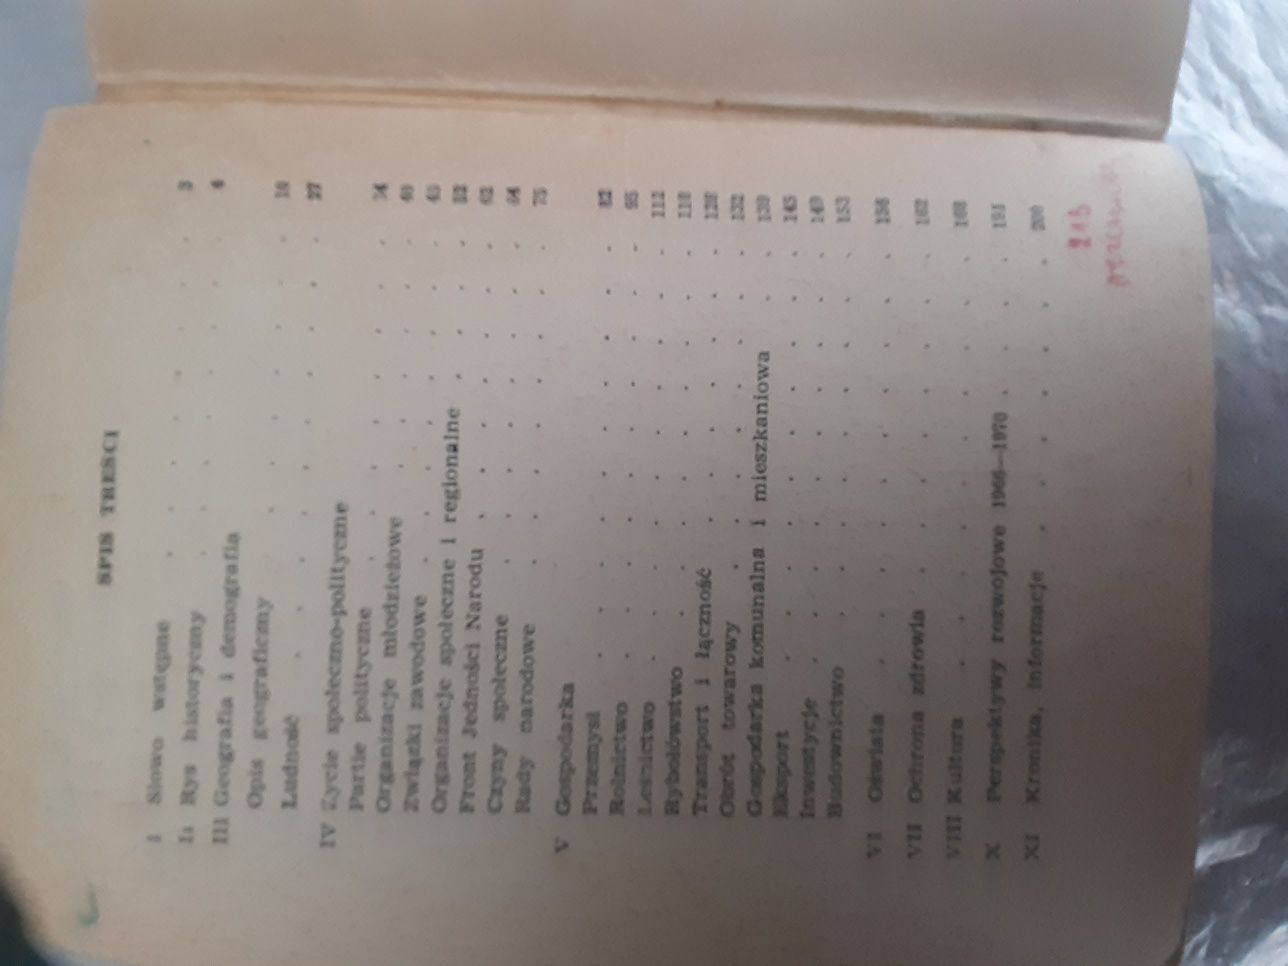 SPIS TREŚCI
I Słowo wstępne . . . . . . . . 3
II Rys historyczny . . . . . . . . 4
III Geografia i demografia
Opis geograficzny . . . . . . . 16
Ludność . . . . . . . . . 27
IV Życie społeczno-polityczne
Partie polityczne . . . . . . . 34
Organizacje młodzieżowe . . . . . . 40
Związki zawodowe . . . . . . . 45
Organizacje społeczne i regionalne . . . . 52
Front Jedności Narodu . . . . . . 62
Czyny społeczne . . . . . . . 64
Rady narodowe . . . . . . . 75
V Gospodarka
Przemysł . . . . . . . . . 82
Rolnictwo . . . . . . . . . 95
Leśnictwo . . . . . . . . . 112
Rybołówstwo . . . . . . . . 118
Transport i łączność . . . . . . 128
Obrót towarowy . . . . . . . 132
Gospodarka komunalna i mieszkaniowa . . . 139
Eksport . . . . . . . . . 145
Inwestycje . . . . . . . . . 149
Budownictwo . . . . . . . . 153
VI Oświata . . . . . . . . . 156
VII Ochrona zdrowia . . . . . . . 162
VIII Kultura . . . . . . . . . 168
X Perspektywy rozwojowe 1966—1970 . . . . 191
XI Kronika, informacje . . . . . . . 200
213